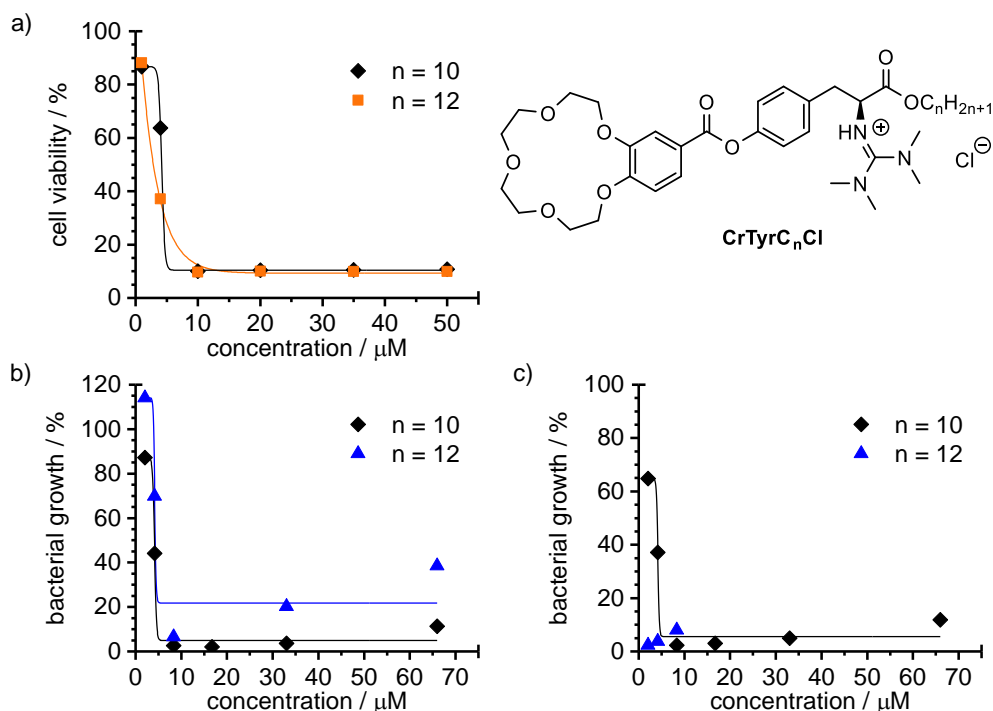 a)
100
80
60
40
20
0
cell viability / %
0 10 20 30 40 50
concentration / μM
n = 10
n = 12
O
O
O
O
O
O
O
O
OCnH2n+1
HN
⊕
N
N
Cl⊖
CrTyrCnCl
b)
120
100
80
60
40
20
0
bacterial growth / %
0 10 20 30 40 50 60 70
concentration / μM
n = 10
n = 12
c)
100
80
60
40
20
0
bacterial growth / %
0 10 20 30 40 50 60 70
concentration / μM
n = 10
n = 12